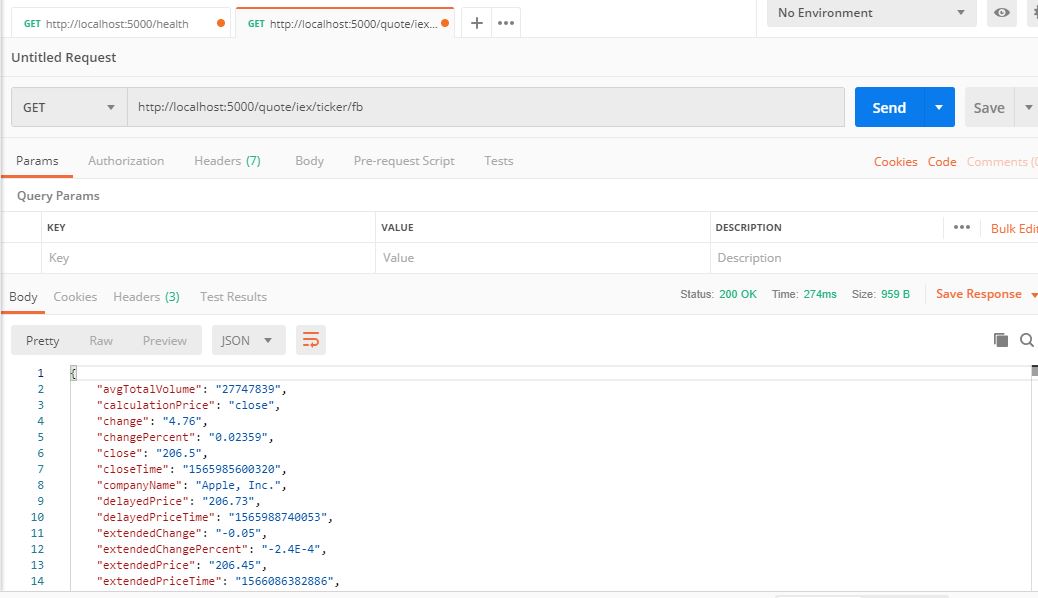 GET http://localhost:5000/health GET http://localhost:5000/quote/iex... + ••• No Environment
Untitled Request
GET http://localhost:5000/quote/iex/ticker/fb Send Save
Params Authorization Headers (7) Body Pre-request Script Tests Cookies Code Comments (0
Query Params
KEY VALUE DESCRIPTION ••• Bulk Edit
Key Value Description
Body Cookies Headers (3) Test Results Status: 200 OK Time: 274ms Size: 959 B Save Response
Pretty Raw Preview JSON
1 {
2 "avgTotalVolume": "27747839",
3 "calculationPrice": "close",
4 "change": "4.76",
5 "changePercent": "0.02359",
6 "close": "206.5",
7 "closeTime": "1565985600320",
8 "companyName": "Apple, Inc.",
9 "delayedPrice": "206.73",
10 "delayedPriceTime": "1565988740053",
11 "extendedChange": "-0.05",
12 "extendedChangePercent": "-2.4E-4",
13 "extendedPrice": "206.45",
14 "extendedPriceTime": "1566086382886",